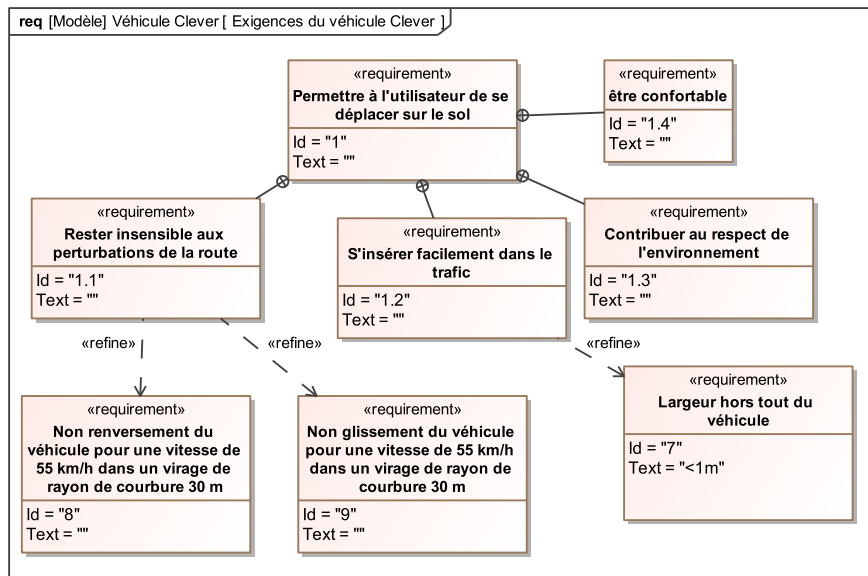 req [Modèle] Véhicule Clever [ Exigences du véhicule Clever ]
«requirement»
Permettre à l'utilisateur de se
déplacer sur le sol
Id = "1"
Text = ""
«requirement»
être confortable
Id = "1.4"
Text = ""
«requirement»
Rester insensible aux
perturbations de la route
Id = "1.1"
Text = ""
«requirement»
S'insérer facilement dans le
trafic
Id = "1.2"
Text = ""
«requirement»
Contribuer au respect de
l'environnement
Id = "1.3"
Text = ""
«refine»
«refine»
«refine»
«requirement»
Non renversement du
véhicule pour une vitesse de
55 km/h dans un virage de
rayon de courbure 30 m
Id = "8"
Text = ""
«requirement»
Non glissement du véhicule
pour une vitesse de 55 km/h
dans un virage de rayon de
courbure 30 m
Id = "9"
Text = ""
«requirement»
Largeur hors tout du
véhicule
Id = "7"
Text = "<1m"